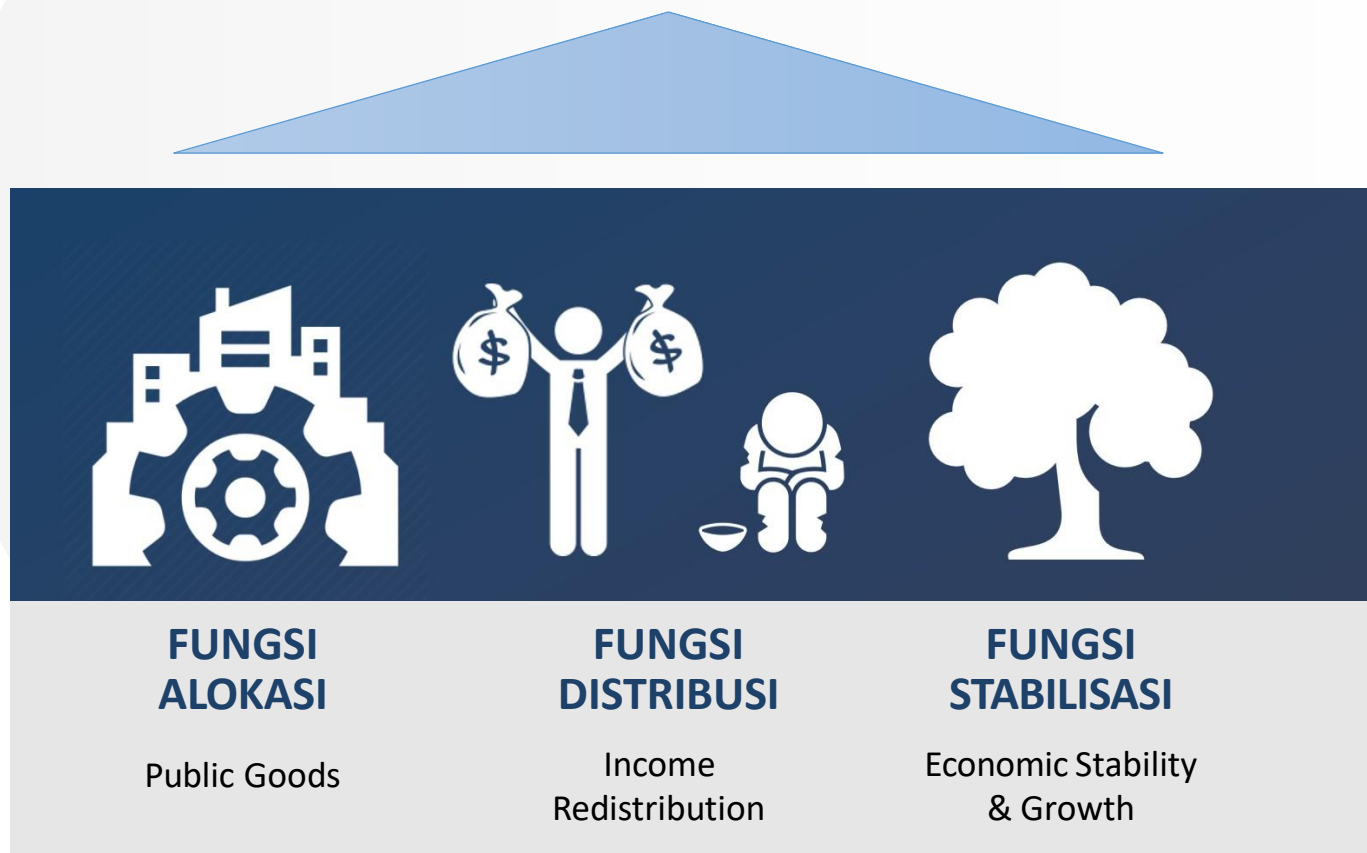 $
$
FUNGSI
ALOKASI
Public Goods
FUNGSI
DISTRIBUSI
Income
Redistribution
FUNGSI
STABILISASI
Economic Stability
& Growth